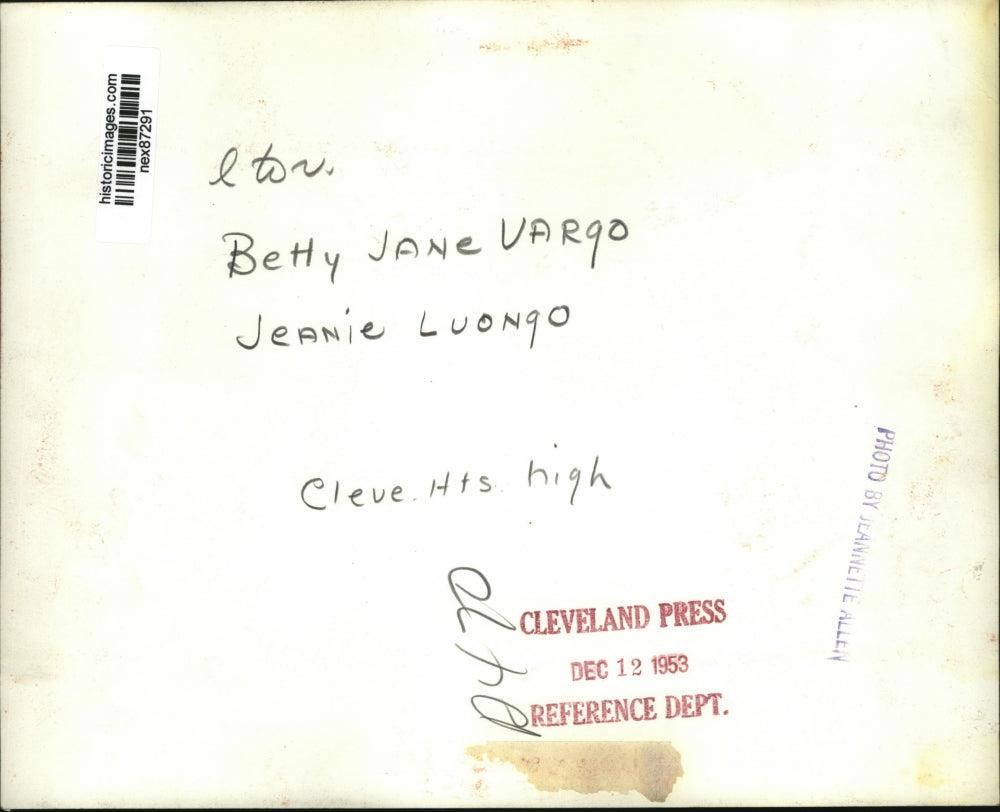 historicimages.com
nex87291
l to r.
Betty JANE VARgo
JeANie LUONgO
Cleve. Hts. high
PHOTO BY JEANNETTE ALLEN
CLEVELAND PRESS
DEC 12 1953
REFERENCE DEPT.